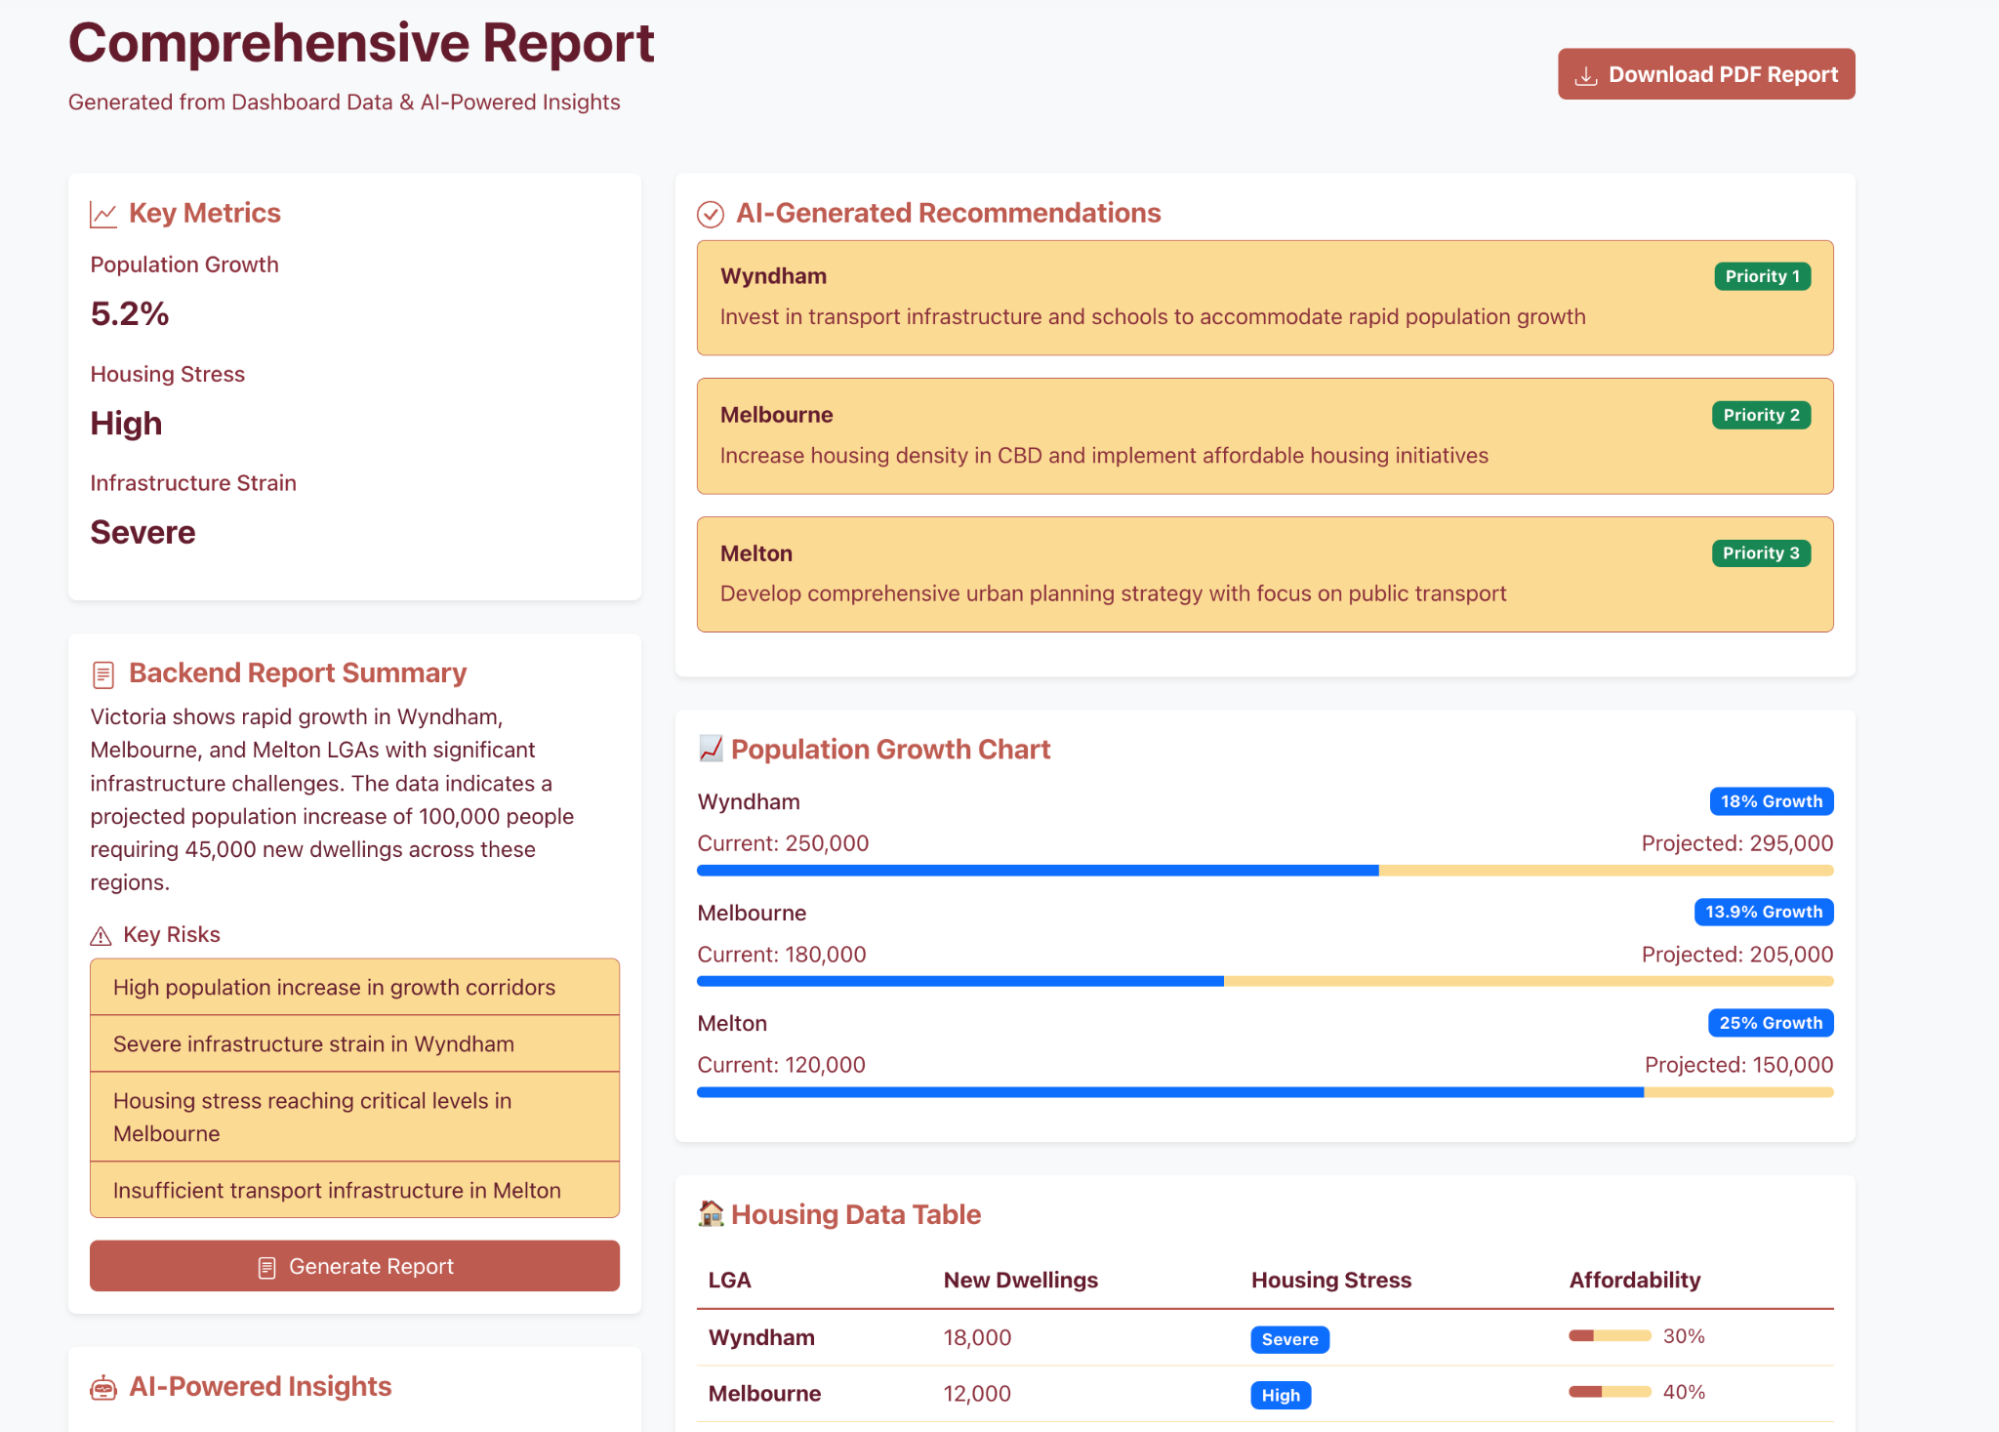 Comprehensive Report
Generated from Dashboard Data & AI-Powered Insights
Download PDF Report
Key Metrics
Population Growth
5.2%
Housing Stress
High
Infrastructure Strain
Severe
Backend Report Summary
Victoria shows rapid growth in Wyndham,
Melbourne, and Melton LGAs with significant
infrastructure challenges. The data indicates a
projected population increase of 100,000 people
requiring 45,000 new dwellings across these
regions.
Key Risks
High population increase in growth corridors
Severe infrastructure strain in Wyndham
Housing stress reaching critical levels in
Melbourne
Insufficient transport infrastructure in Melton
Generate Report
AI-Powered Insights
AI-Generated Recommendations
Wyndham Priority 1
Invest in transport infrastructure and schools to accommodate rapid population growth
Melbourne Priority 2
Increase housing density in CBD and implement affordable housing initiatives
Melton Priority 3
Develop comprehensive urban planning strategy with focus on public transport
Population Growth Chart
Wyndham 18% Growth
Current: 250,000 Projected: 295,000
Melbourne 13.9% Growth
Current: 180,000 Projected: 205,000
Melton 25% Growth
Current: 120,000 Projected: 150,000
Housing Data Table
LGA New Dwellings Housing Stress Affordability
Wyndham 18,000 Severe 30%
Melbourne 12,000 High 40%